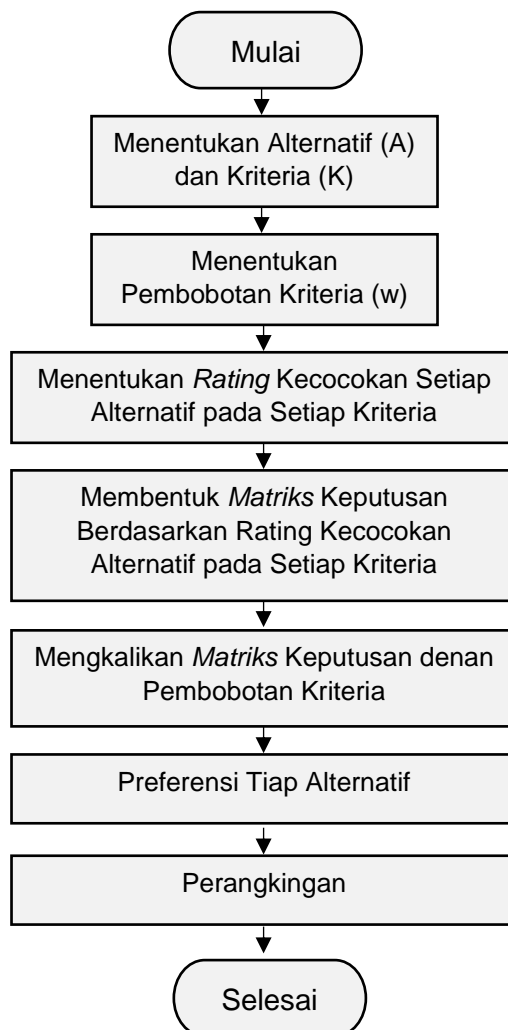 Mulai
Menentukan Alternatif (A)
dan Kriteria (K)
Menentukan
Pembobotan Kriteria (w)
Menentukan Rating Kecocokan Setiap
Alternatif pada Setiap Kriteria
Membentuk Matriks Keputusan
Berdasarkan Rating Kecocokan
Alternatif pada Setiap Kriteria
Mengkalikan Matriks Keputusan denan
Pembobotan Kriteria
Preferensi Tiap Alternatif
Perangkingan
Selesai